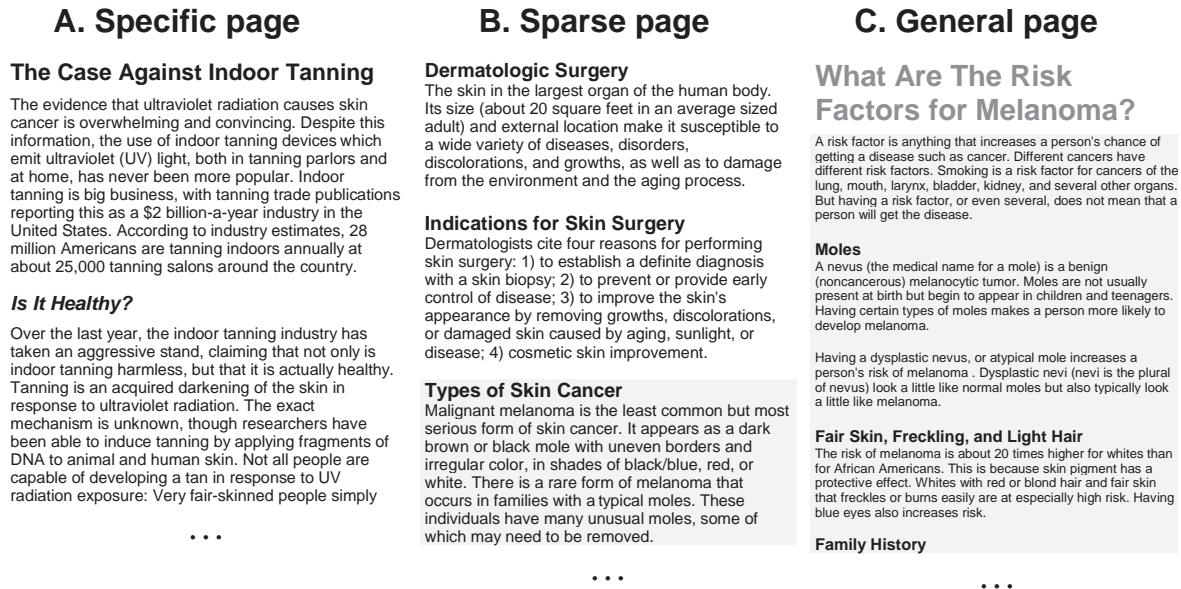 A. Specific page
The Case Against Indoor Tanning
The evidence that ultraviolet radiation causes skin
cancer is overwhelming and convincing. Despite this
information, the use of indoor tanning devices which
emit ultraviolet (UV) light, both in tanning parlors and
at home, has never been more popular. Indoor
tanning is big business, with tanning trade publications
reporting this as a $2 billion-a-year industry in the
United States. According to industry estimates, 28
million Americans are tanning indoors annually at
about 25,000 tanning salons around the country.
Is It Healthy?
Over the last year, the indoor tanning industry has
taken an aggressive stand, claiming that not only is
indoor tanning harmless, but that it is actually healthy.
Tanning is an acquired darkening of the skin in
response to ultraviolet radiation. The exact
mechanism is unknown, though researchers have
been able to induce tanning by applying fragments of
DNA to animal and human skin. Not all people are
capable of developing a tan in response to UV
radiation exposure: Very fair-skinned people simply
• • •
B. Sparse page
Dermatologic Surgery
The skin in the largest organ of the human body.
Its size (about 20 square feet in an average sized
adult) and external location make it susceptible to
a wide variety of diseases, disorders,
discolorations, and growths, as well as to damage
from the environment and the aging process.
Indications for Skin Surgery
Dermatologists cite four reasons for performing
skin surgery: 1) to establish a definite diagnosis
with a skin biopsy; 2) to prevent or provide early
control of disease; 3) to improve the skin's
appearance by removing growths, discolorations,
or damaged skin caused by aging, sunlight, or
disease; 4) cosmetic skin improvement.
Types of Skin Cancer
Malignant melanoma is the least common but most
serious form of skin cancer. It appears as a dark
brown or black mole with uneven borders and
irregular color, in shades of black/blue, red, or
white. There is a rare form of melanoma that
occurs in families with a typical moles. These
individuals have many unusual moles, some of
which may need to be removed.
• • •
C. General page
What Are The Risk
Factors for Melanoma?
A risk factor is anything that increases a person's chance of
getting a disease such as cancer. Different cancers have
different risk factors. Smoking is a risk factor for cancers of the
lung, mouth, larynx, bladder, kidney, and several other organs.
But having a risk factor, or even several, does not mean that a
person will get the disease.
Moles
A nevus (the medical name for a mole) is a benign
(noncancerous) melanocytic tumor. Moles are not usually
present at birth but begin to appear in children and teenagers.
Having certain types of moles makes a person more likely to
develop melanoma.
Having a dysplastic nevus, or atypical mole increases a
person's risk of melanoma . Dysplastic nevi (nevi is the plural
of nevus) look a little like normal moles but also typically look
a little like melanoma.
Fair Skin, Freckling, and Light Hair
The risk of melanoma is about 20 times higher for whites than
for African Americans. This is because skin pigment has a
protective effect. Whites with red or blond hair and fair skin
that freckles or burns easily are at especially high risk. Having
blue eyes also increases risk.
Family History
• • •